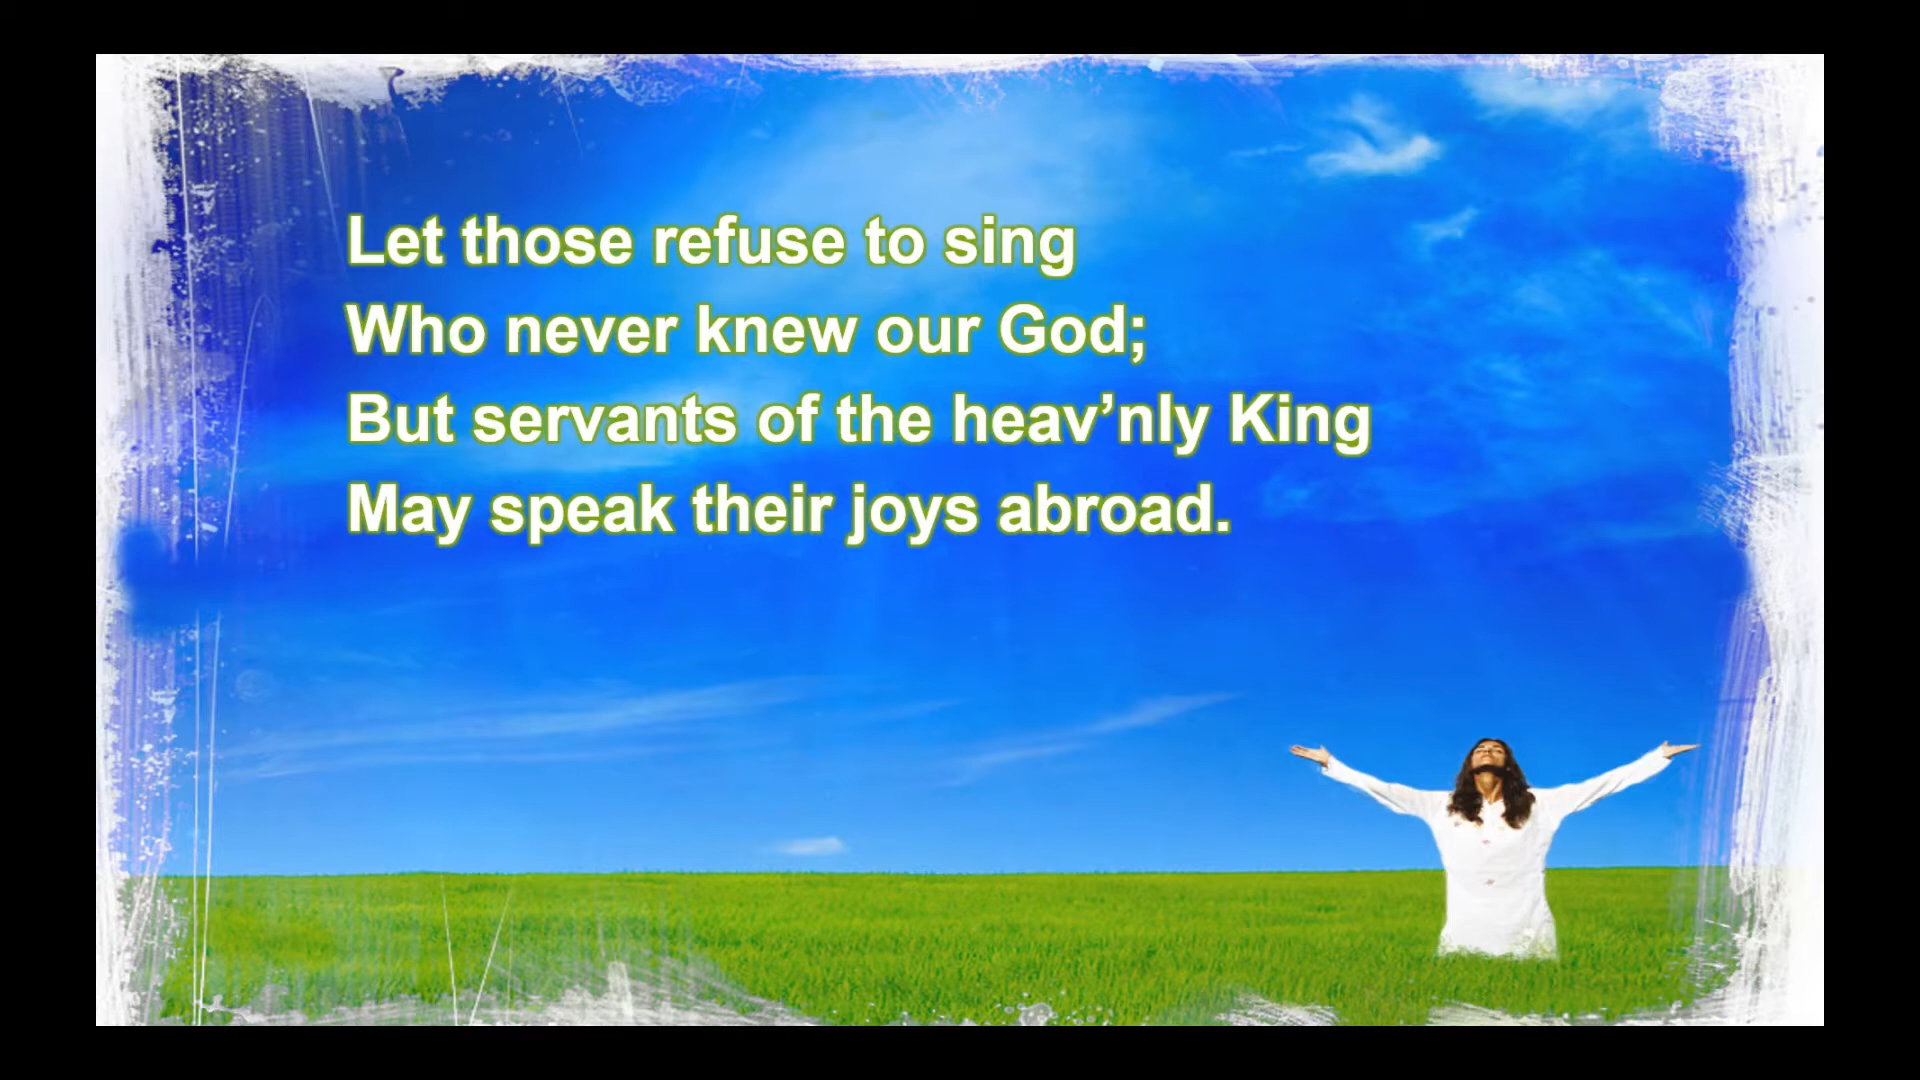 Let those refuse to sing
Who never knew our God;
But servants of the heav’nly King
May speak their joys abroad.